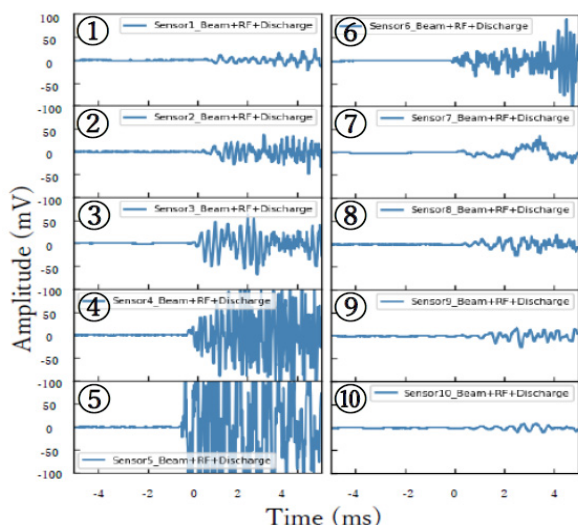 100
50
0
-50
-100
50
0
-50
-100
50
0
-50
-100
50
0
-50
-100
50
0
-50
-100
① Sensor1_Beam+RF+Discharge
② Sensor2_Beam+RF+Discharge
③ Sensor3_Beam+RF+Discharge
④ Sensor4_Beam+RF+Discharge
⑤ Sensor5_Beam+RF+Discharge
⑥ Sensor6_Beam+RF+Discharge
⑦ Sensor7_Beam+RF+Discharge
⑧ Sensor8_Beam+RF+Discharge
⑨ Sensor9_Beam+RF+Discharge
⑩ Sensor10_Beam+RF+Discharge
Amplitude (mV)
-4 -2 0 2 4
-4 -2 0 2 4
Time (ms)